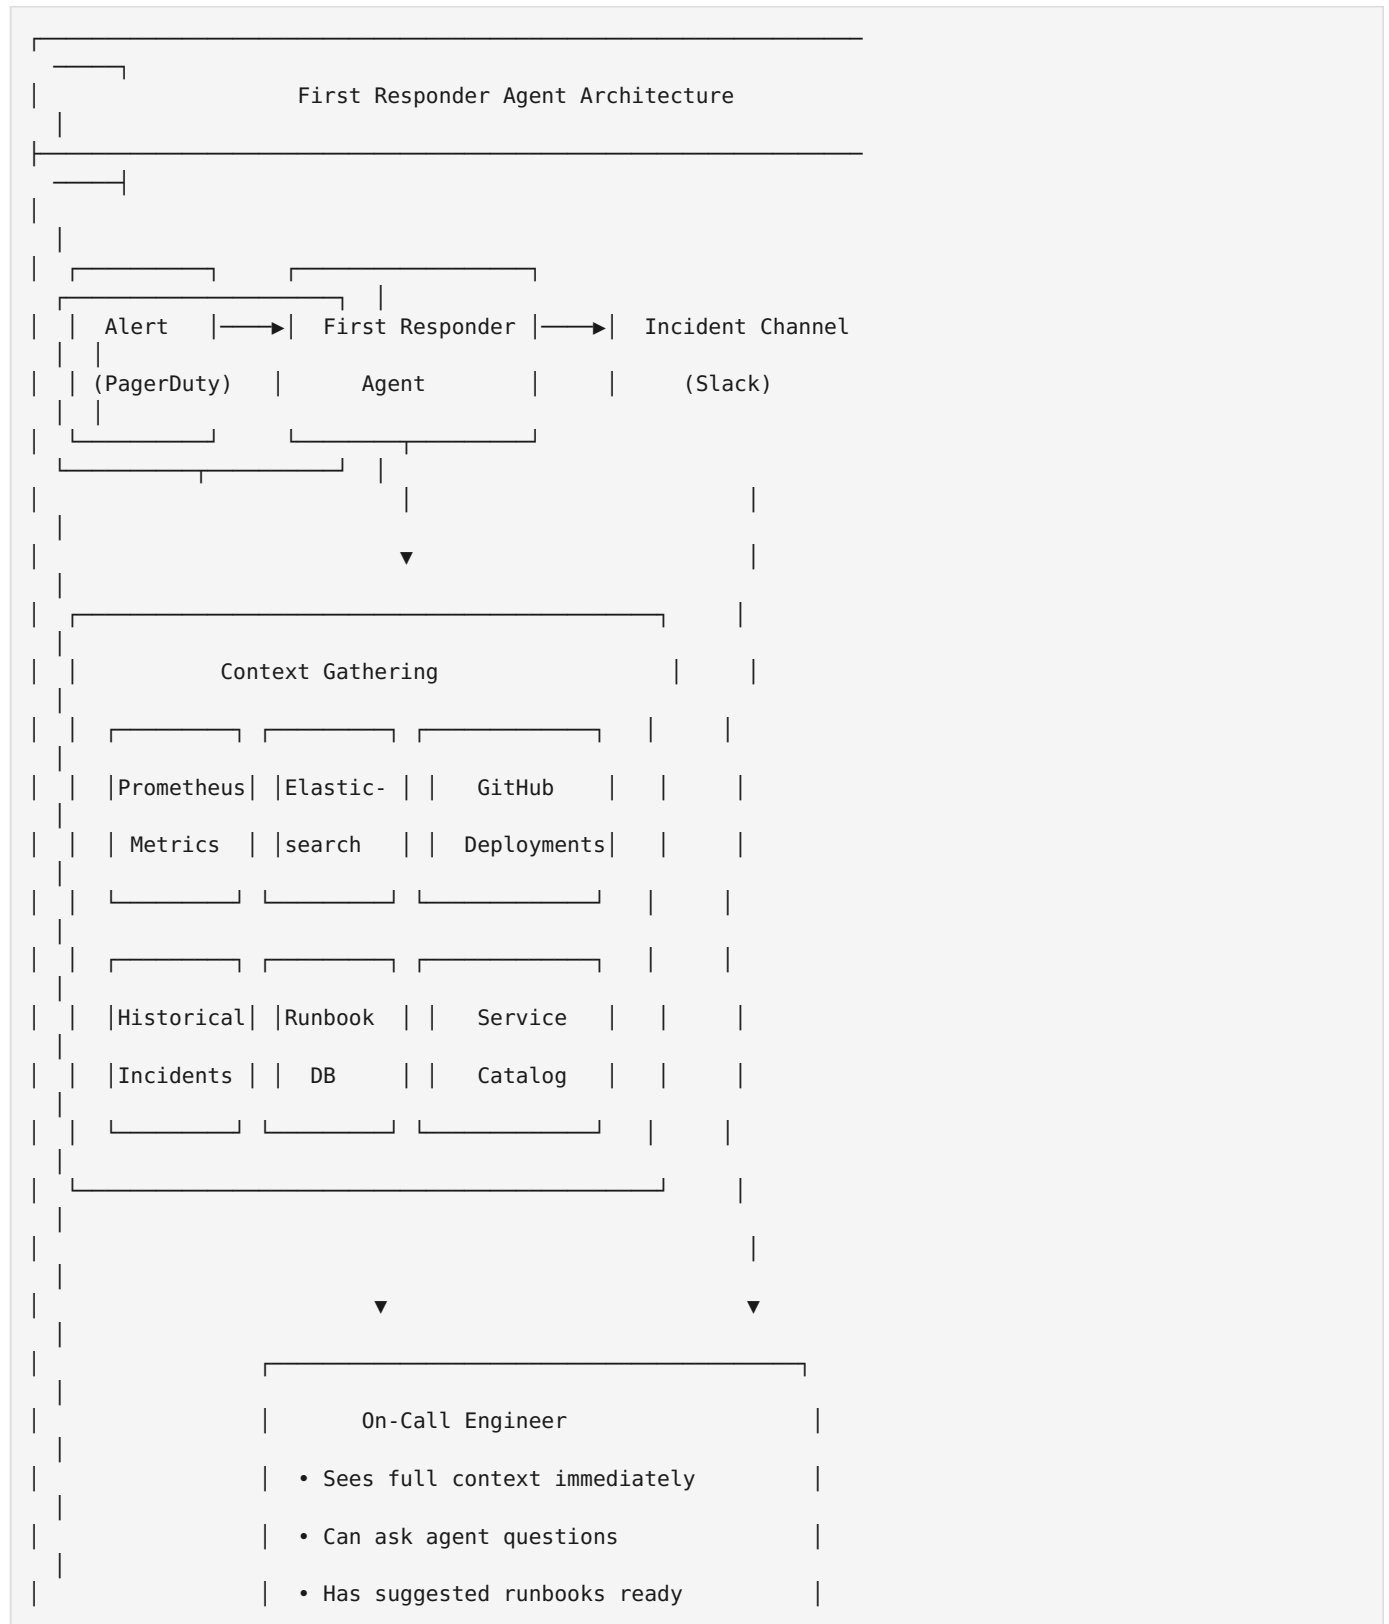 First Responder Agent Architecture
Alert First Responder Incident Channel
(PagerDuty) Agent (Slack)
Context Gathering
Prometheus Elastic- GitHub
Metrics search Deployments
Historical Runbook Service
Incidents DB Catalog
On-Call Engineer
• Sees full context immediately
• Can ask agent questions
• Has suggested runbooks ready